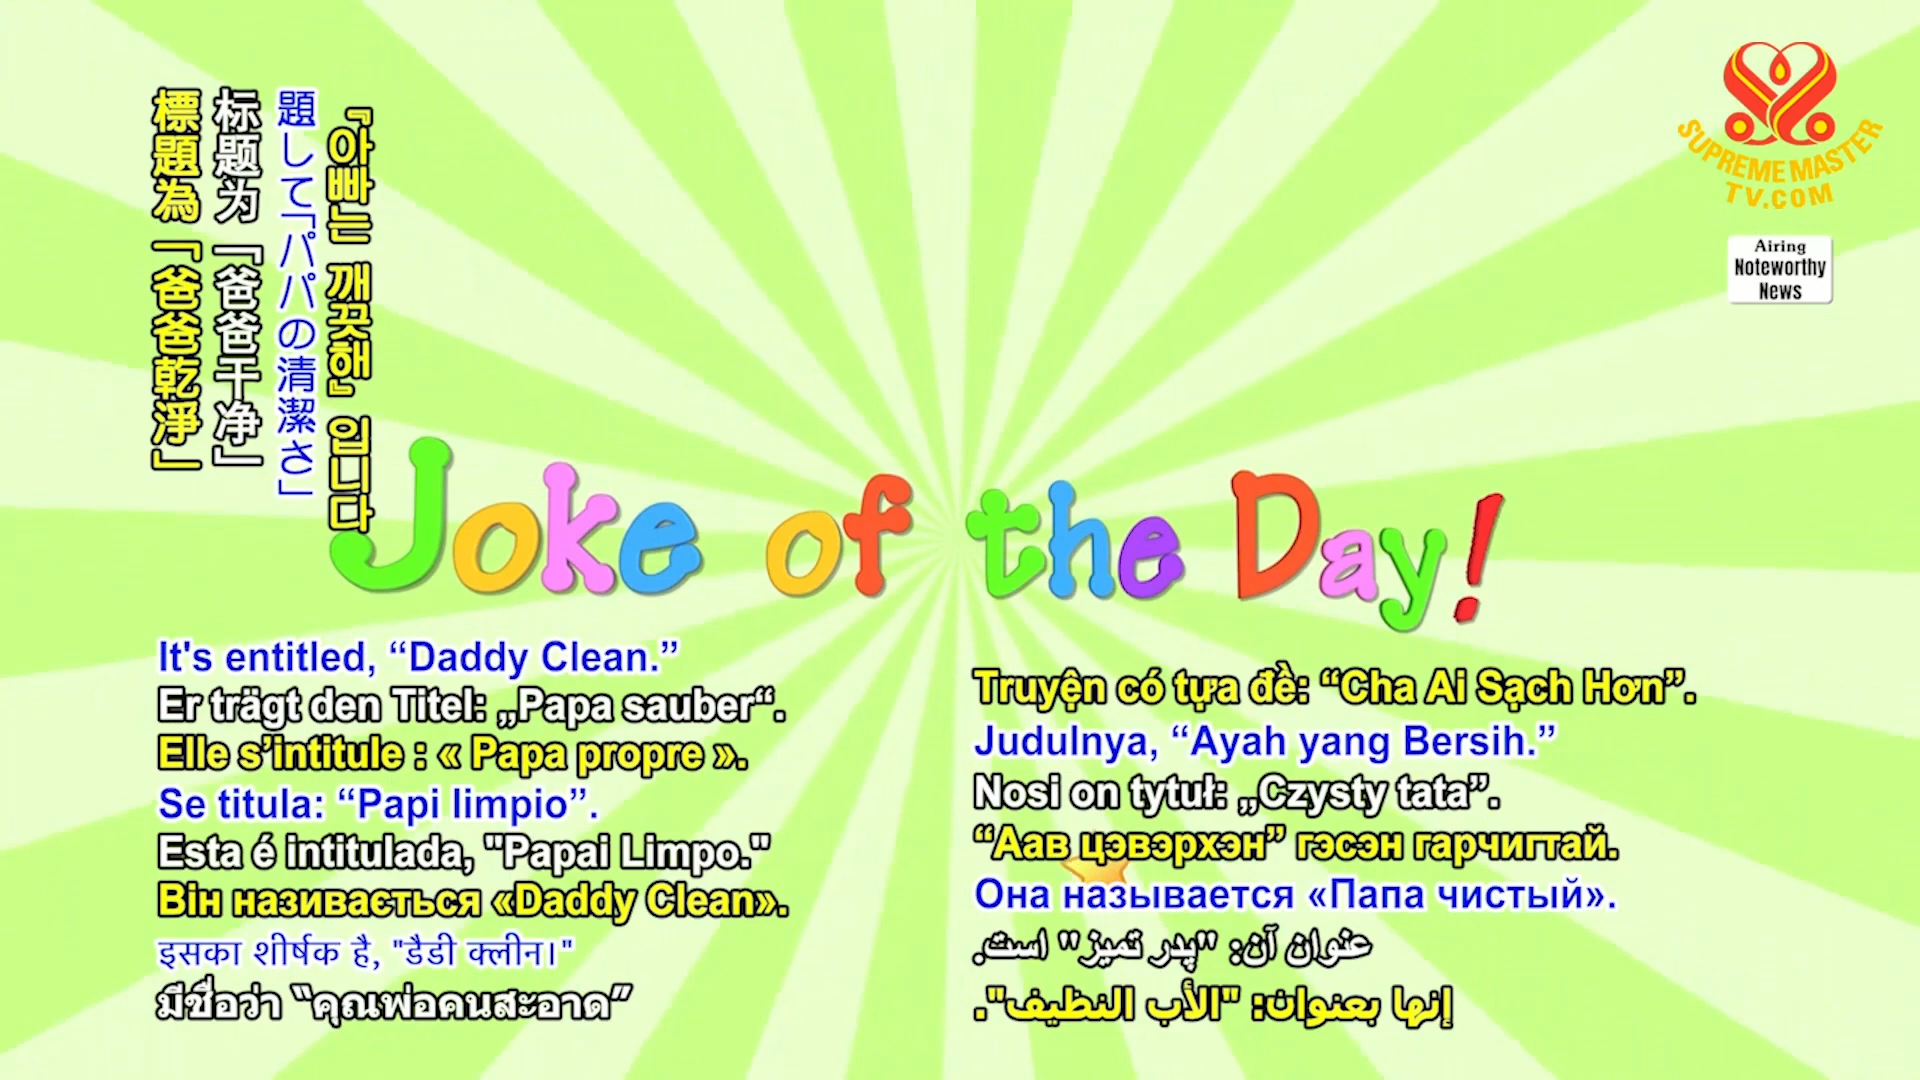 標題為「爸爸乾淨」
标题为「爸爸干净」
題して「パパの清潔さ」
『아빠는 깨끗해』 입니다
SUPREME MASTER
TV.COM
Airing
Noteworthy
News
Joke of the Day!
It's entitled, “Daddy Clean.”
Er trägt den Titel: „Papa sauber“.
Elle s’intitule : « Papa propre ».
Se titula: “Papi limpio”.
Esta é intitulada, "Papai Limpo."
Він називається «Daddy Clean».
इसका शीर्षक है, "डैडी क्लीन।"
มีชื่อว่า “คุณพ่อคนสะอาด”
Truyện có tựa đề: “Cha Ai Sạch Hơn”.
Judulnya, “Ayah yang Bersih.”
Nosi on tytuł: „Czysty tata”.
“Аав цэвэрхэн” гэсэн гарчигтай.
Она называется «Папа чистый».
عنوان آن: "پدر تمیز" است.
إنها بعنوان: "الأب النظيف".